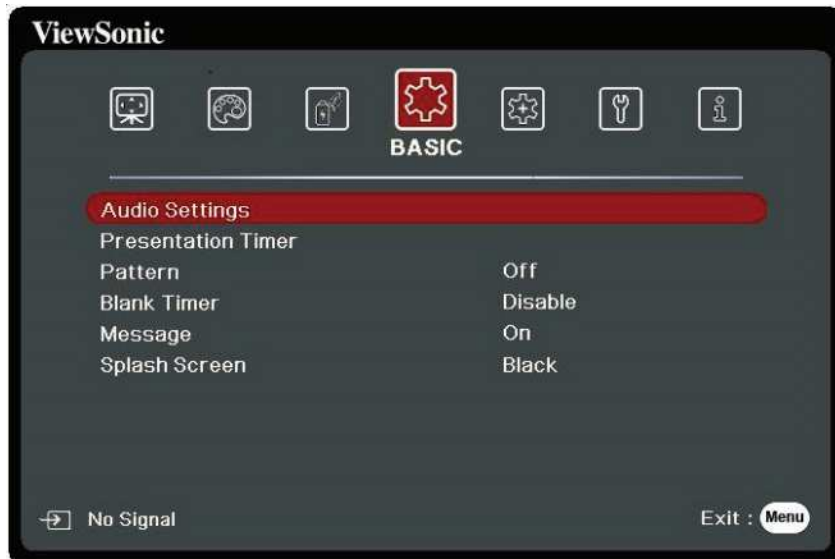 ViewSonic
BASIC
Audio Settings
Presentation Timer
Pattern Off
Blank Timer Disable
Message On
Splash Screen Black
No Signal Exit : Menu